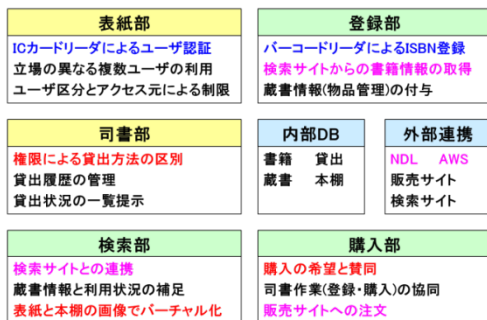 表紙部
ICカードリーダによるユーザ認証
立場の異なる複数ユーザの利用
ユーザ区分とアクセス元による制限
登録部
バーコードリーダによるISBN登録
検索サイトからの書籍情報の取得
蔵書情報(物品管理)の付与
司書部
権限による貸出方法の区別
貸出履歴の管理
貸出状況の一覧提示
内部DB
書籍 貸出
蔵書 本棚
外部連携
NDL AWS
販売サイト
検索サイト
検索部
検索サイトとの連携
蔵書情報と利用状況の補足
表紙と本棚の画像でバーチャル化
購入部
購入の希望と賛同
司書作業(登録・購入)の協同
販売サイトへの注文